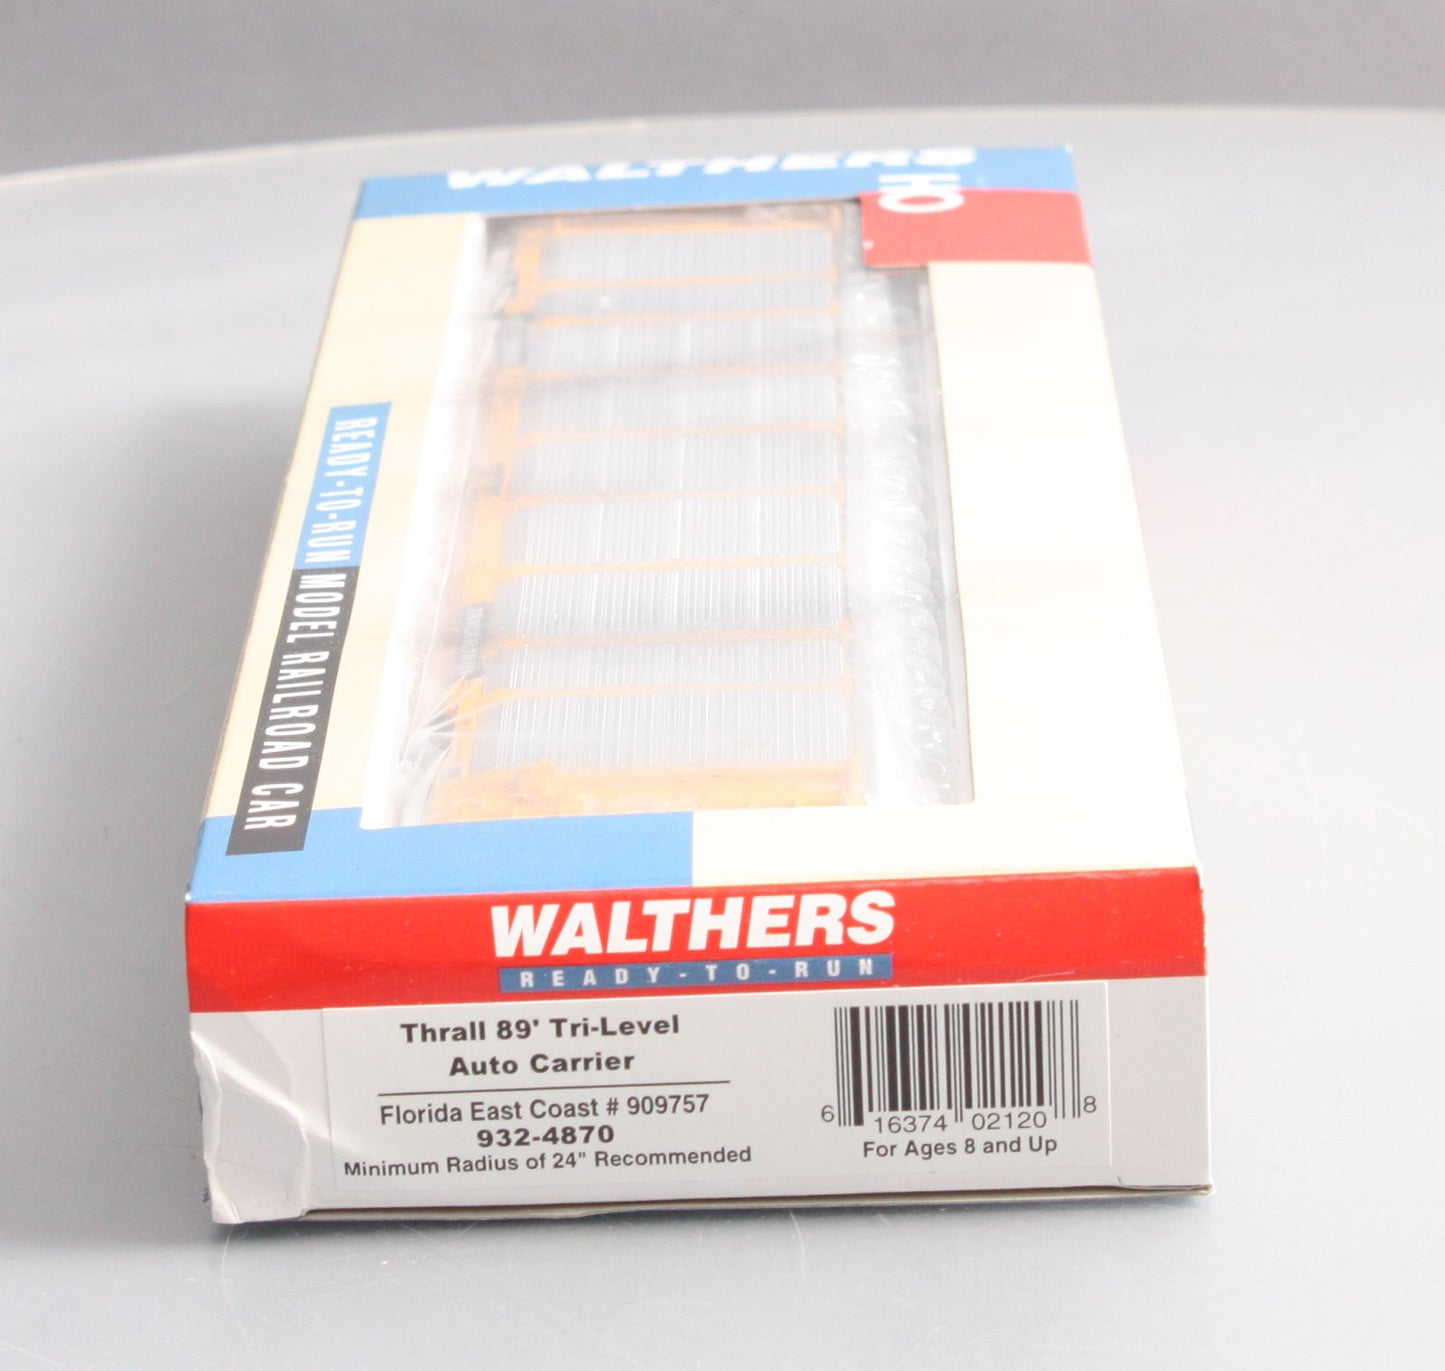 WALTHERS
HO
READY·TO·RUN MODEL RAILROAD CAR
WALTHERS
READY-TO-RUN
Thrall 89' Tri-Level
Auto Carrier
Florida East Coast # 909757
932-4870
Minimum Radius of 24" Recommended
6 16374 02120 8
For Ages 8 and Up